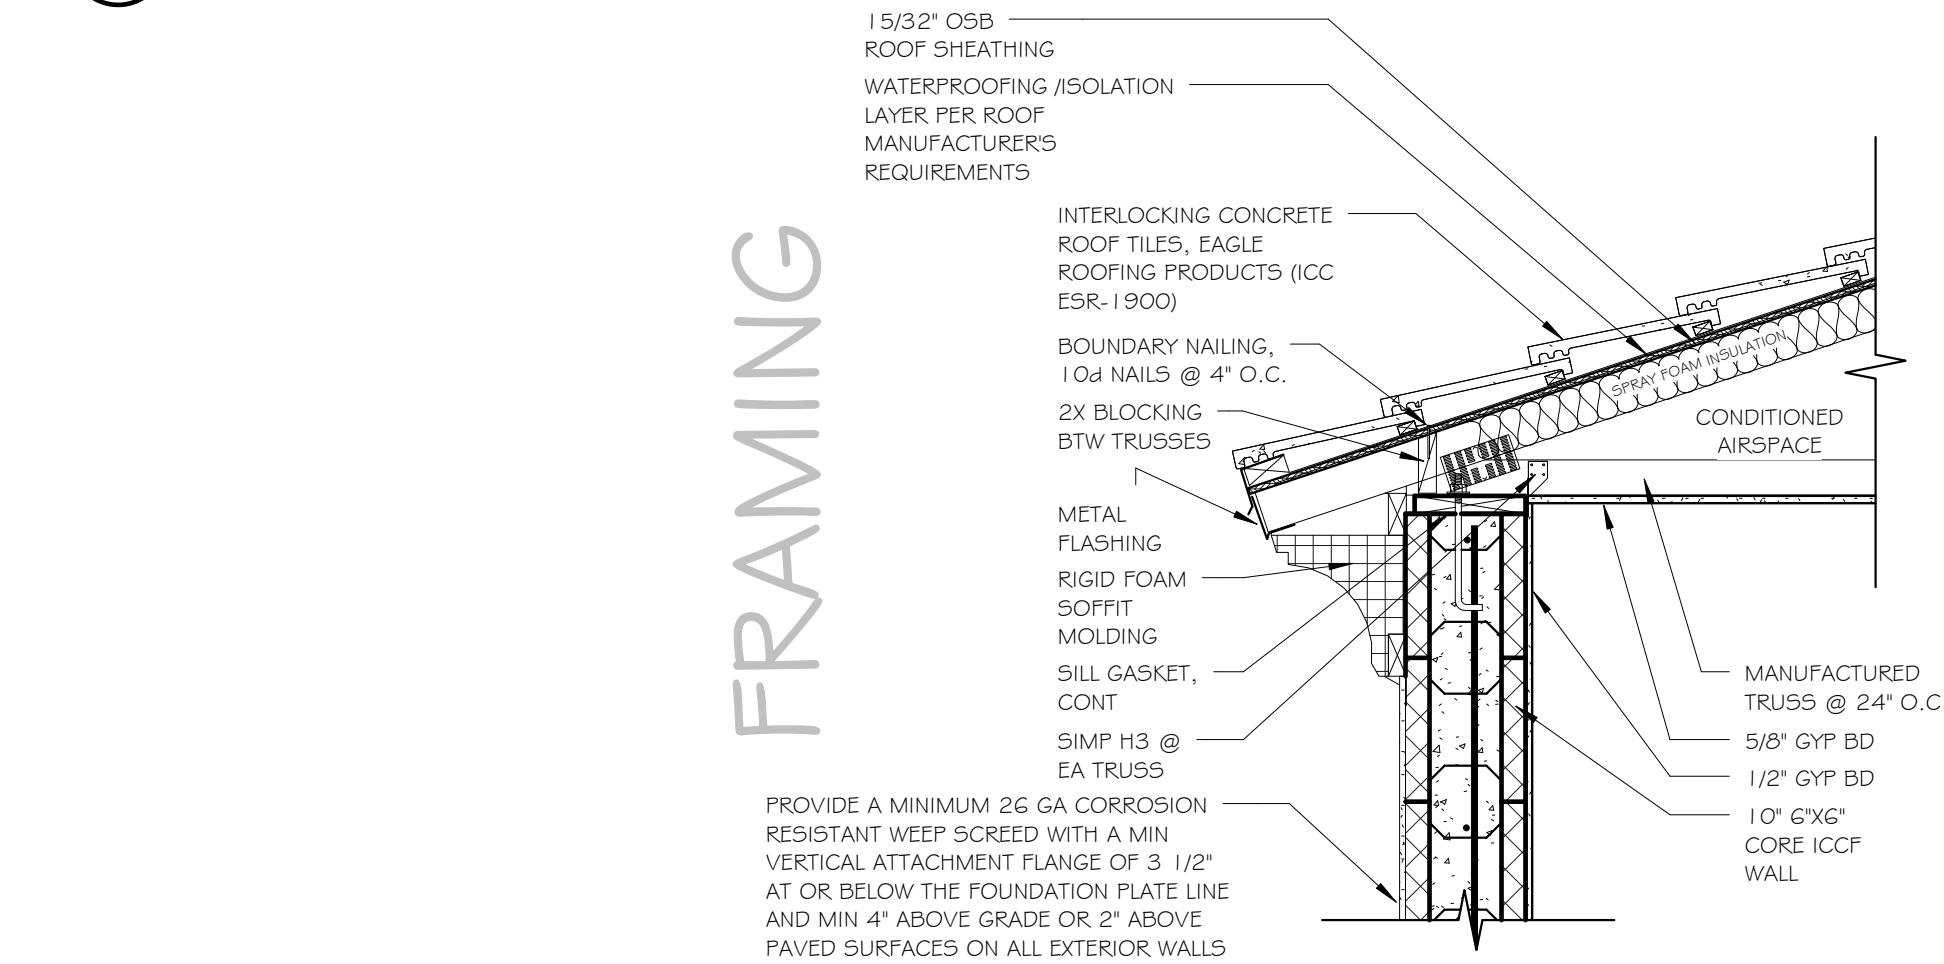 15/32" OSB
ROOF SHEATHING
WATERPROOFING /ISOLATION
LAYER PER ROOF
MANUFACTURER'S
REQUIREMENTS
INTERLOCKING CONCRETE
ROOF TILES, EAGLE
ROOFING PRODUCTS (ICC
ESR-1900)
BOUNDARY NAILING,
10d NAILS @ 4" O.C.
2X BLOCKING
BTW TRUSSES
METAL
FLASHING
RIGID FOAM
SOFFIT
MOLDING
SILL GASKET,
CONT
SIMP H3 @
EA TRUSS
PROVIDE A MINIMUM 26 GA CORROSION
RESISTANT WEEP SCREED WITH A MIN
VERTICAL ATTACHMENT FLANGE OF 3 1/2"
AT OR BELOW THE FOUNDATION PLATE LINE
AND MIN 4" ABOVE GRADE OR 2" ABOVE
PAVED SURFACES ON ALL EXTERIOR WALLS
FRAMING
SPRAY FOAM INSULATION
CONDITIONED
AIRSPACE
MANUFACTURED
TRUSS @ 24" O.C
5/8" GYP BD
1/2" GYP BD
10" 6"X6"
CORE ICCF
WALL